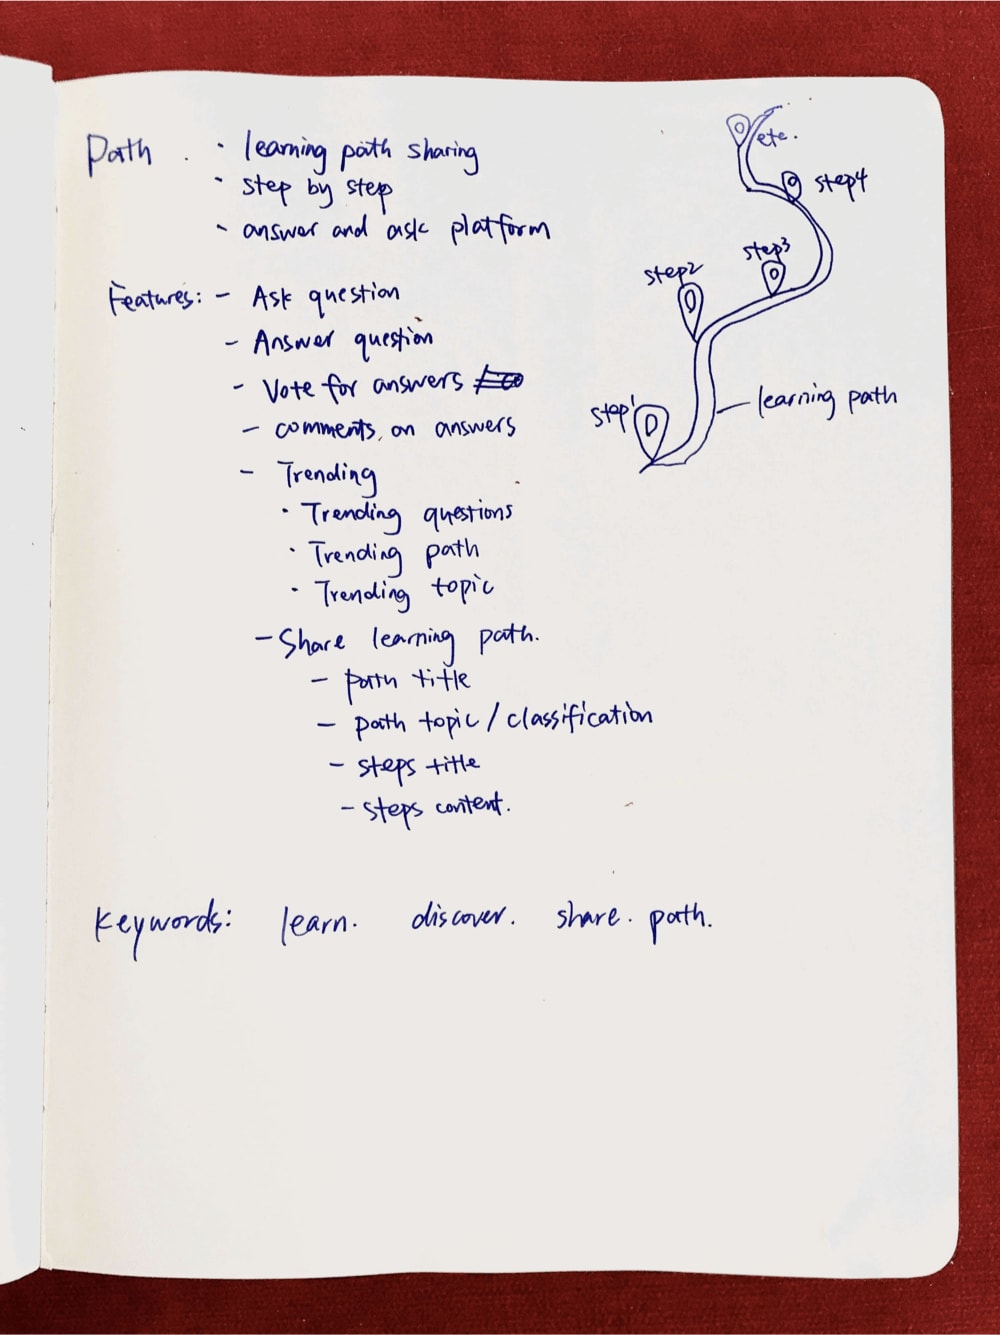 Path . · learning path sharing
· step by step
- answer and ask platform
Features: - Ask question
- Answer question
- Vote for answers
- comments on answers
- Trending
· Trending questions
· Trending path
· Trending topic
- Share learning path.
- path title
- path topic / classification
- steps title
- steps content.
Keywords: learn. discover. share. path.
etc.
step4
step3
step2
step1
learning path